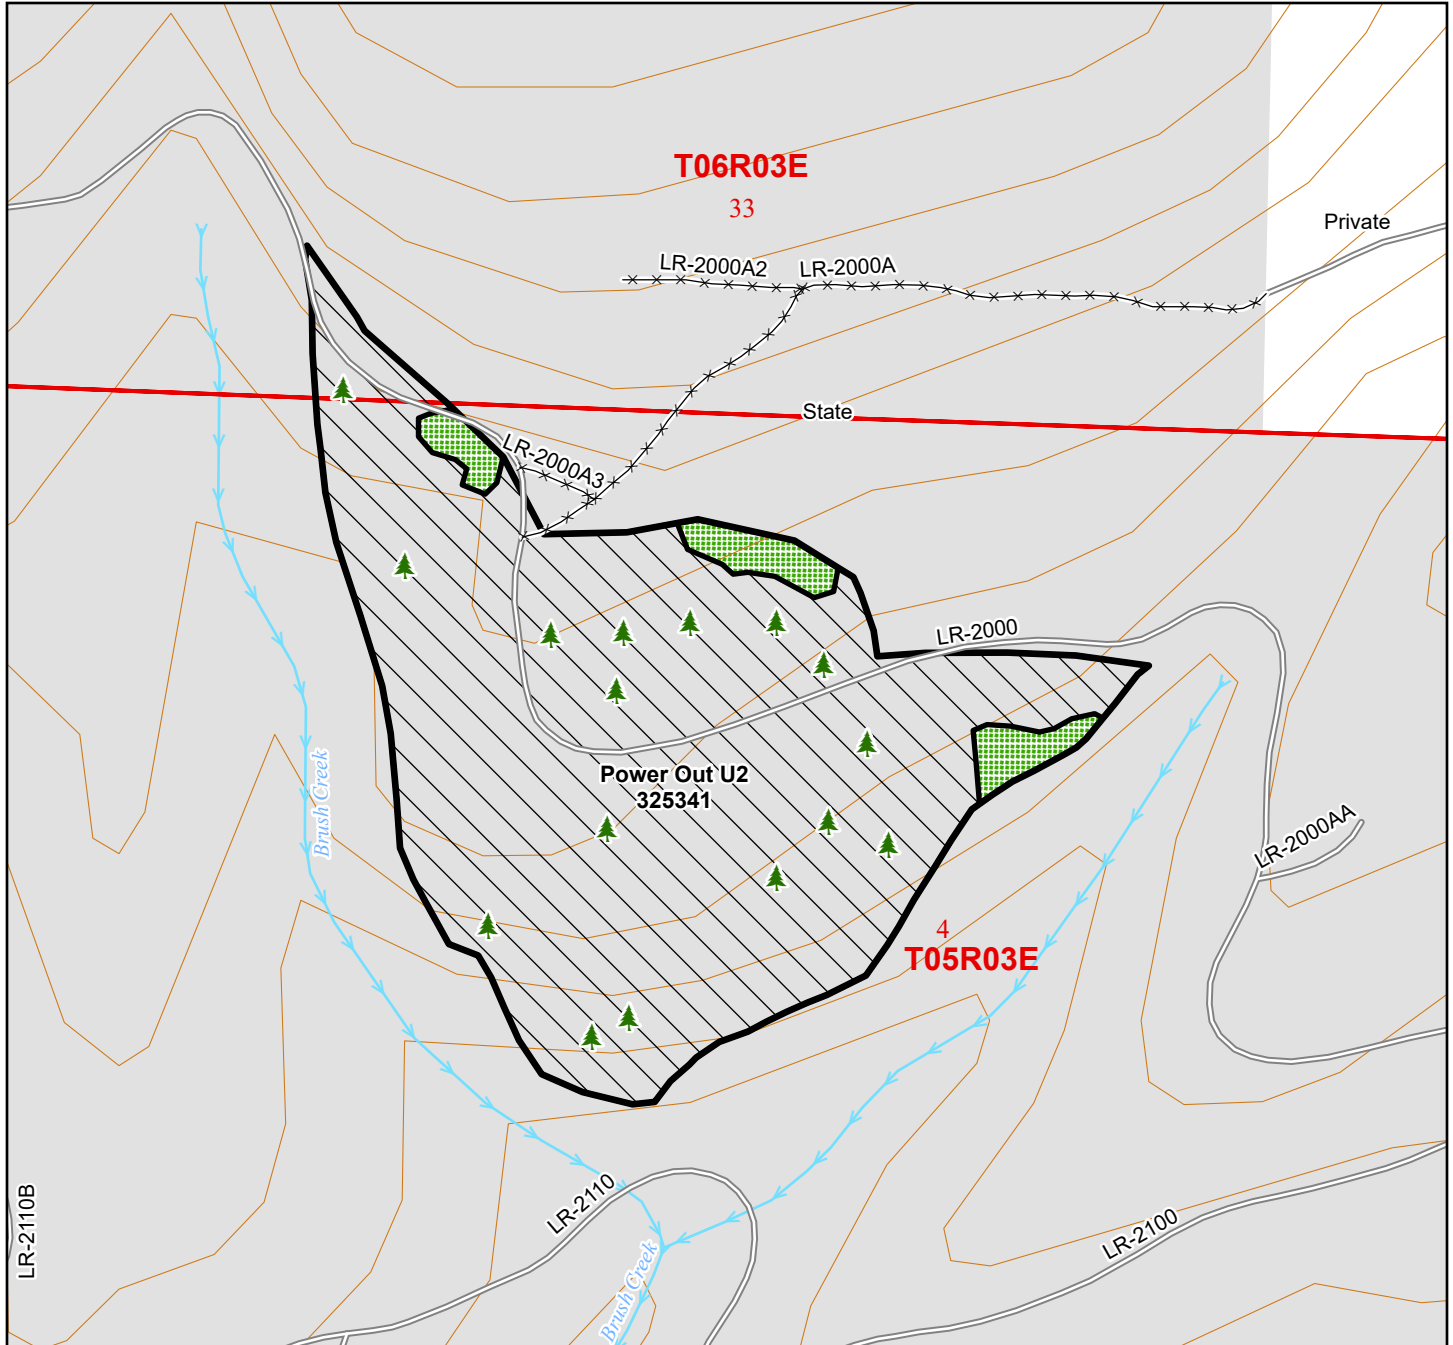 T06R03E
33
Private
LR-2000A2
LR-2000A
State
LR-2000A3
LR-2000
Power Out U2
325341
Brush Creek
LR-2000AA
4
T05R03E
LR-2110
LR-2100
LR-2110B
Brush Creek